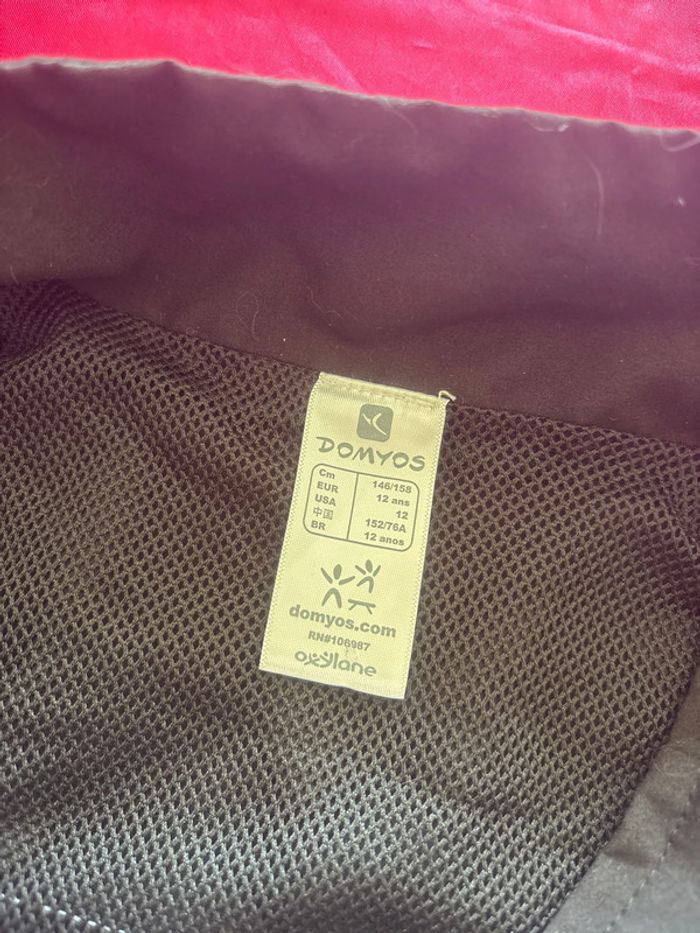 DOMYOS
Cm 146/158
EUR 12 ans
USA 12
中国 152/76A
BR 12 anos
domyos.com
RN#106987
oxylane